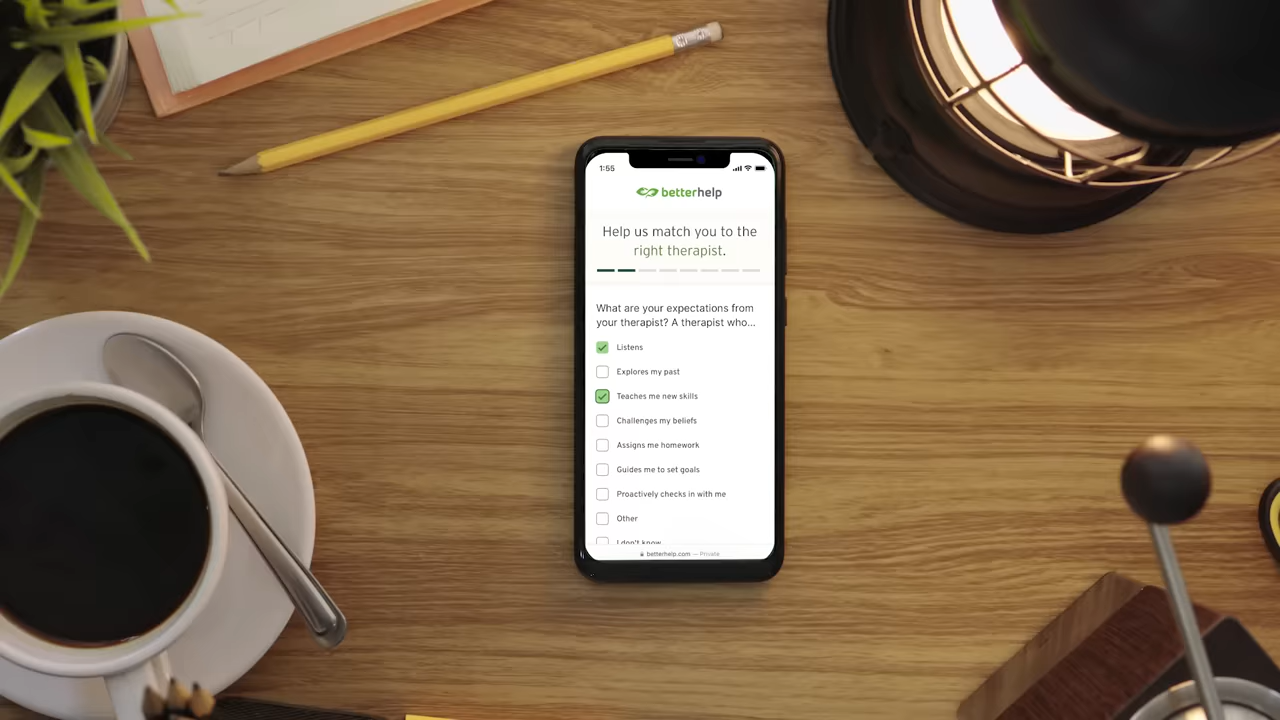 1:55
betterhelp
Help us match you to the
right therapist.
What are your expectations from
your therapist? A therapist who...
Listens
Explores my past
Teaches me new skills
Challenges my beliefs
Assigns me homework
Guides me to set goals
Proactively checks in with me
Other
I don't know
betterhelp.com — Private